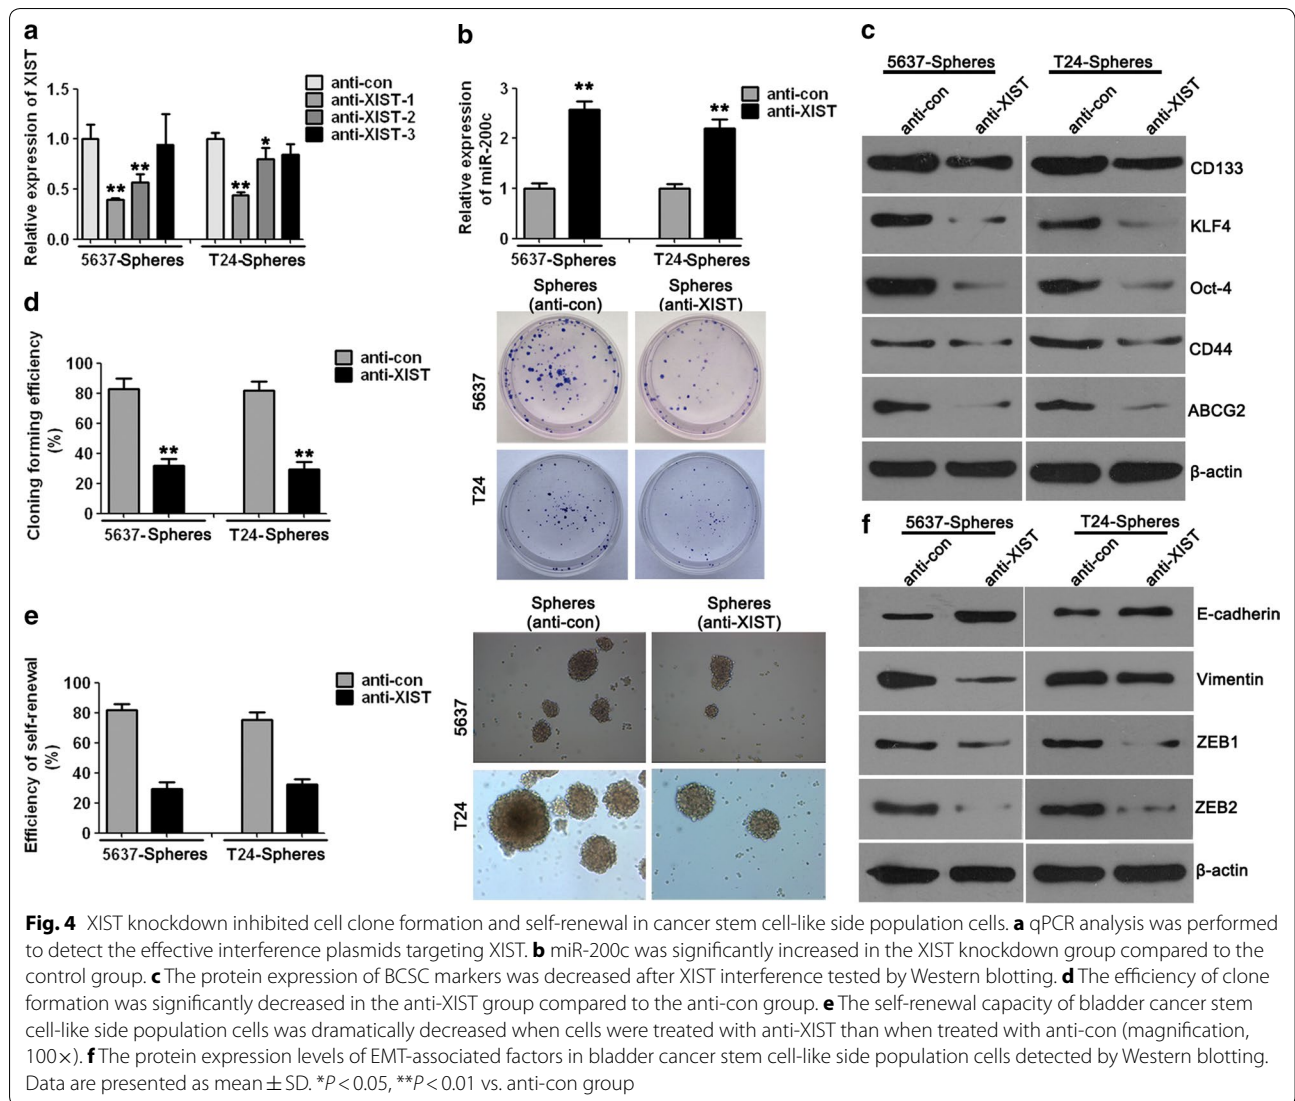 a
Relative expression of XIST
1.5
1.0
0.5
0.0
anti-con
anti-XIST-1
anti-XIST-2
anti-XIST-3
**
**
**
*
5637-Spheres
T24-Spheres
b
Relative expression
of miR-200c
3
2
1
0
anti-con
anti-XIST
**
**
5637-Spheres
T24-Spheres
c
5637-Spheres
T24-Spheres
anti-con
anti-XIST
anti-con
anti-XIST
CD133
KLF4
Oct-4
CD44
ABCG2
β-actin
d
Cloning forming efficiency
(%)
100
80
60
40
20
0
anti-con
anti-XIST
**
**
5637-Spheres
T24-Spheres
Spheres
(anti-con)
Spheres
(anti-XIST)
5637
T24
e
Efficiency of self-renewal
(%)
100
80
60
40
20
0
anti-con
anti-XIST
5637-Spheres
T24-Spheres
Spheres
(anti-con)
Spheres
(anti-XIST)
5637
T24
f
5637-Spheres
T24-Spheres
anti-con
anti-XIST
anti-con
anti-XIST
E-cadherin
Vimentin
ZEB1
ZEB2
β-actin
Fig. 4 XIST knockdown inhibited cell clone formation and self-renewal in cancer stem cell-like side population cells. a qPCR analysis was performed
to detect the effective interference plasmids targeting XIST. b miR-200c was significantly increased in the XIST knockdown group compared to the
control group. c The protein expression of BCSC markers was decreased after XIST interference tested by Western blotting. d The efficiency of clone
formation was significantly decreased in the anti-XIST group compared to the anti-con group. e The self-renewal capacity of bladder cancer stem
cell-like side population cells was dramatically decreased when cells were treated with anti-XIST than when treated with anti-con (magnification,
100×). f The protein expression levels of EMT-associated factors in bladder cancer stem cell-like side population cells detected by Western blotting.
Data are presented as mean ± SD. *P < 0.05, **P < 0.01 vs. anti-con group